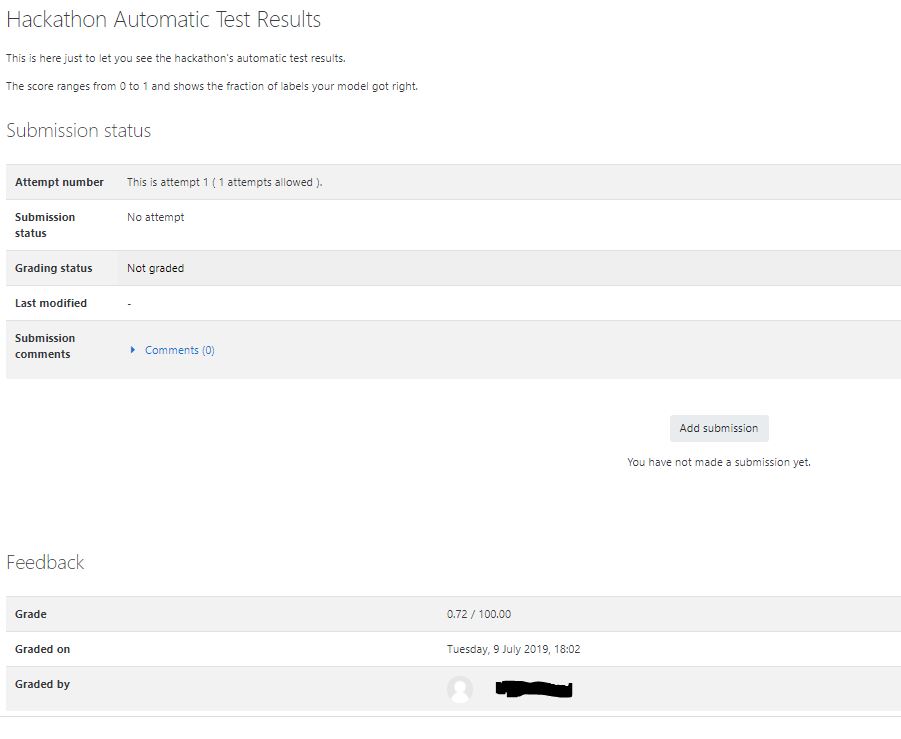 Hackathon Automatic Test Results
This is here just to let you see the hackathon's automatic test results.
The score ranges from 0 to 1 and shows the fraction of labels your model got right.
Submission status
Attempt number This is attempt 1 ( 1 attempts allowed ).
Submission status No attempt
Grading status Not graded
Last modified -
Submission comments Comments (0)
Add submission
You have not made a submission yet.
Feedback
Grade 0.72 / 100.00
Graded on Tuesday, 9 July 2019, 18:02
Graded by